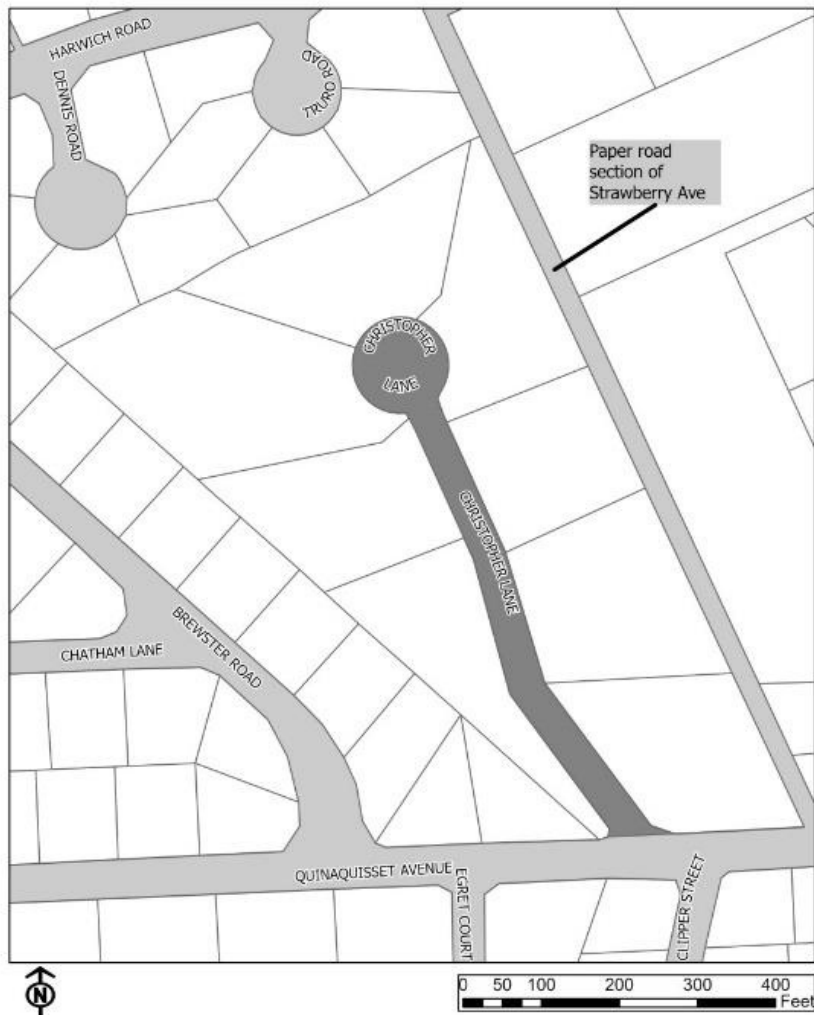 HARWICH ROAD
DENNIS ROAD
TRURO ROAD
Paper road
section of
Strawberry Ave
CHRISTOPHER
LANE
CHRISTOPHER LANE
BREWSTER ROAD
CHATHAM LANE
QUINAQUISSET AVENUE
EGRET COURT
CLIPPER STREET
N
0 50 100 200 300 400
Feet